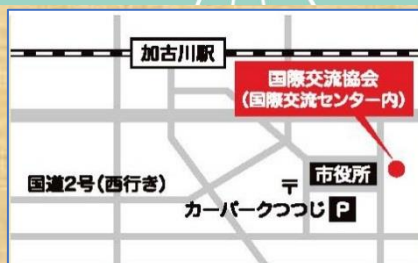 加古川駅
国際交流協会
(国際交流センター内)
国道2号(西行き)
〒
市役所
カーパークつつじ P